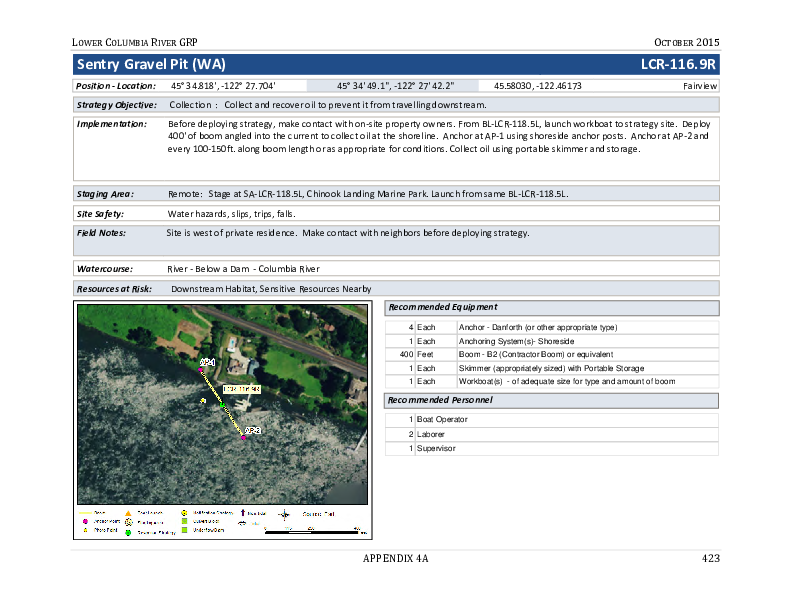 LOWER COLUMBIA RIVER GRP OCTOBER 2015
Sentry Gravel Pit (WA) LCR-116.9R
Position - Location: 45° 34.818', -122° 27.704' 45° 34' 49.1", -122° 27' 42.2" 45.58030, -122.46173 Fairview
Strategy Objective: Collection : Collect and recover oil to prevent it from travelling downstream.
Implementation: Before deploying strategy, make contact with on-site property owners. From BL-LCR-118.5L, launch workboat to strategy site. Deploy
400' of boom angled into the current to collect oil at the shoreline. Anchor at AP-1 using shoreside anchor posts. Anchor at AP-2 and
every 100-150ft. along boom length or as appropriate for conditions. Collect oil using portable skimmer and storage.
Staging Area: Remote: Stage at SA-LCR-118.5L, Chinook Landing Marine Park. Launch from same BL-LCR-118.5L.
Site Safety: Water hazards, slips, trips, falls.
Field Notes: Site is west of private residence. Make contact with neighbors before deploying strategy.
Watercourse: River - Below a Dam - Columbia River
Resources at Risk: Downstream Habitat, Sensitive Resources Nearby
AP-1
LCR-116.9R
AP-2
Recommended Equipment
4 Each Anchor - Danforth (or other appropriate type)
1 Each Anchoring System(s)- Shoreside
400 Feet Boom - B2 (Contractor Boom) or equivalent
1 Each Skimmer (appropriately sized) with Portable Storage
1 Each Workboat(s) - of adequate size for type and amount of boom
Recommended Personnel
1 Boat Operator
2 Laborer
1 Supervisor
Anchor Point
Photo Point
Notification Strategy
Underflow Dam
APPENDIX 4A 423